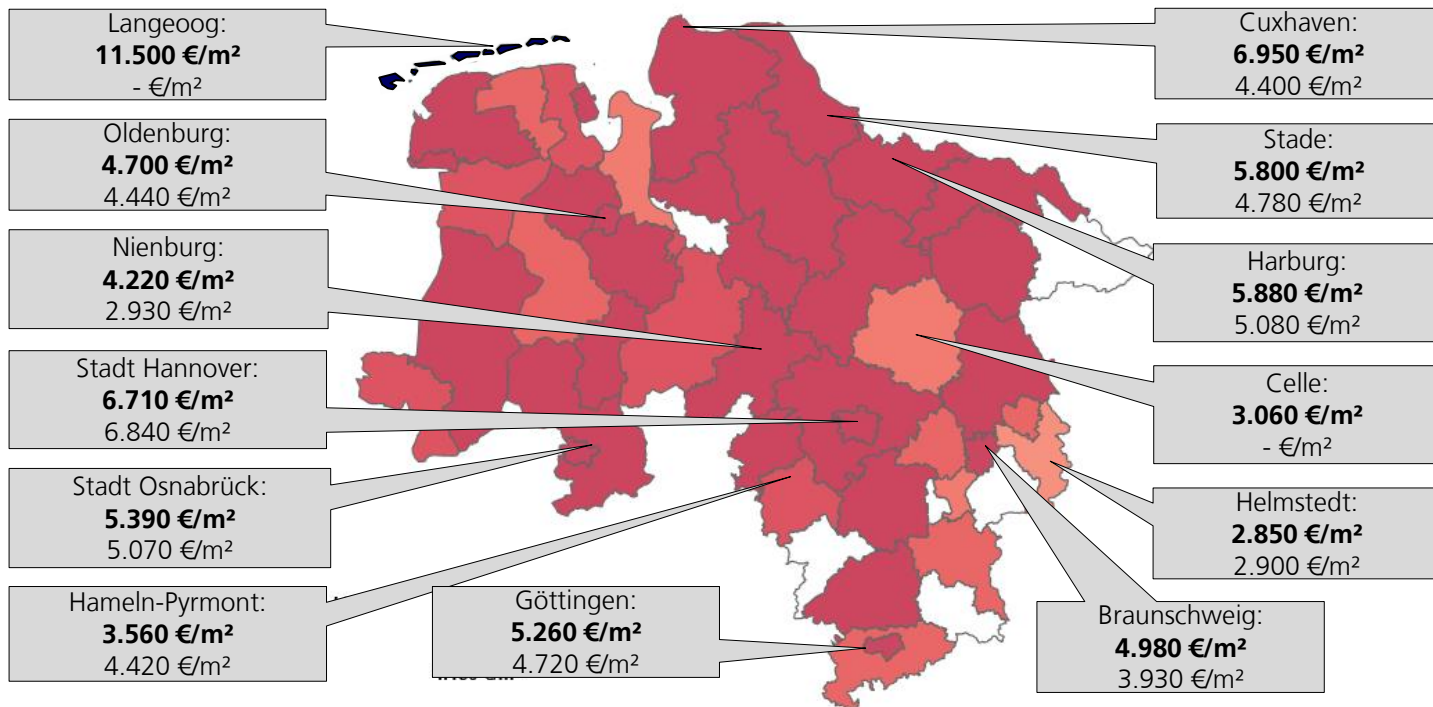 Langeoog:
11.500 €/m²
- €/m²
Oldenburg:
4.700 €/m²
4.440 €/m²
Nienburg:
4.220 €/m²
2.930 €/m²
Stadt Hannover:
6.710 €/m²
6.840 €/m²
Stadt Osnabrück:
5.390 €/m²
5.070 €/m²
Hameln-Pyrmont:
3.560 €/m²
4.420 €/m²
Göttingen:
5.260 €/m²
4.720 €/m²
Cuxhaven:
6.950 €/m²
4.400 €/m²
Stade:
5.800 €/m²
4.780 €/m²
Harburg:
5.880 €/m²
5.080 €/m²
Celle:
3.060 €/m²
- €/m²
Helmstedt:
2.850 €/m²
2.900 €/m²
Braunschweig:
4.980 €/m²
3.930 €/m²